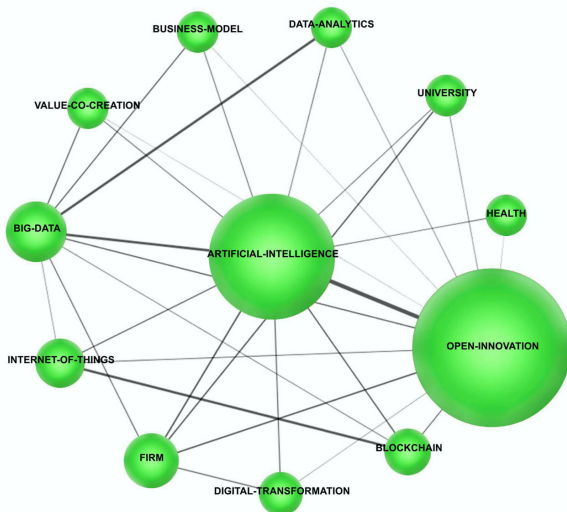 BUSINESS-MODEL
DATA-ANALYTICS
UNIVERSITY
VALUE-CO-CREATION
HEALTH
BIG-DATA
ARTIFICIAL-INTELLIGENCE
OPEN-INNOVATION
INTERNET-OF-THINGS
BLOCKCHAIN
FIRM
DIGITAL-TRANSFORMATION